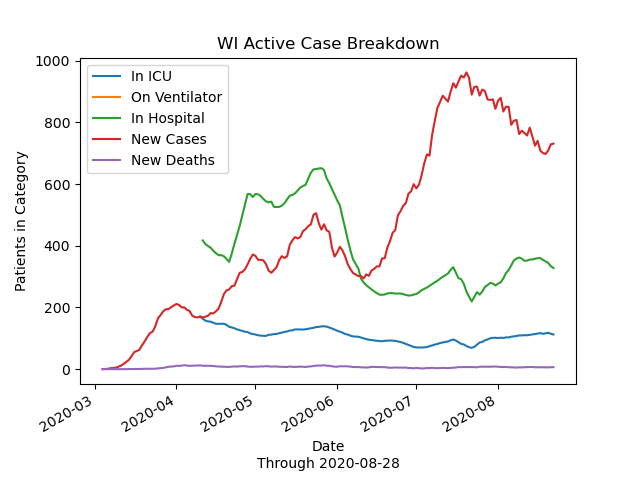 WI Active Case Breakdown
In ICU
On Ventilator
In Hospital
New Cases
New Deaths
Patients in Category
1000
800
600
400
200
0
2020-03
2020-04
2020-05
2020-06
2020-07
2020-08
Date
Through 2020-08-28